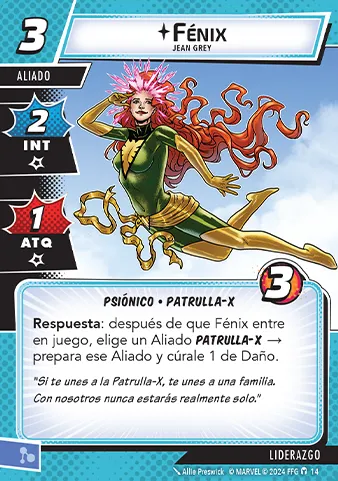 3
FÉNIX
JEAN GREY
ALIADO
2
INT
1
ATQ
3
PSIÓNICO • PATRULLA-X
Respuesta: después de que Fénix entre
en juego, elige un Aliado PATRULLA-X →
prepara ese Aliado y cúrale 1 de Daño.
"Si te unes a la Patrulla-X, te unes a una familia.
Con nosotros nunca estarás realmente solo."
LIDERAZGO
Allie Preswick © MARVEL © 2024 FFG 14